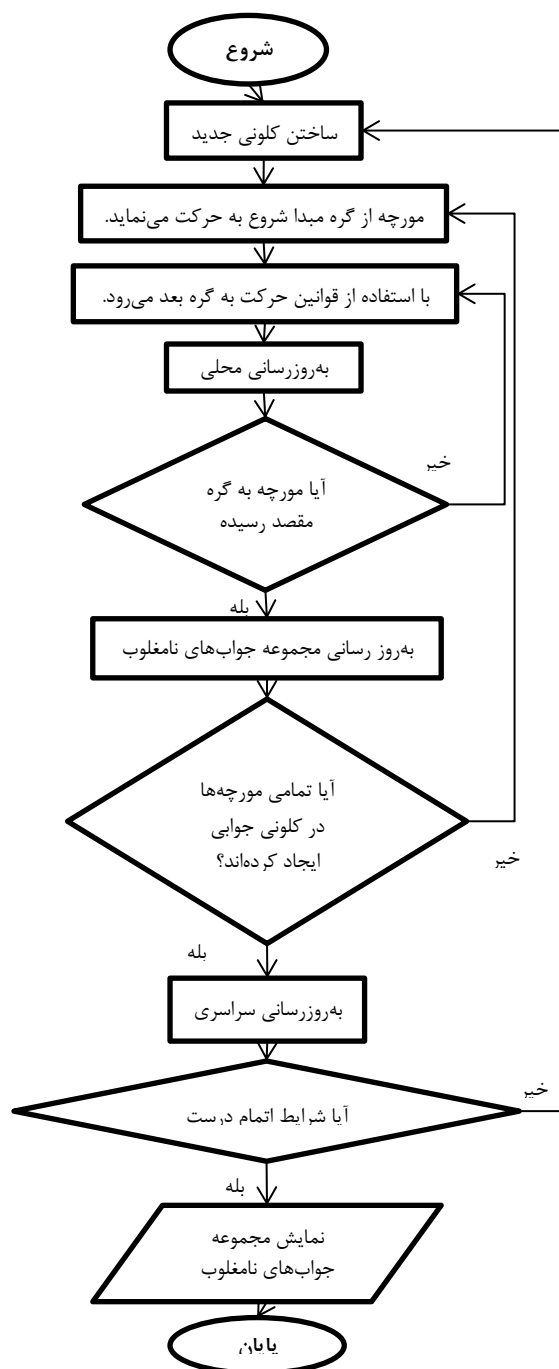 شروع
ساختن کلونی جدید
مورچه از گره مبدا شروع به حرکت می‌نماید.
با استفاده از قوانین حرکت به گره بعد می‌رود.
به‌روزرسانی محلی
خیر
آیا مورچه به گره
مقصد رسیده
بله
به‌روز رسانی مجموعه جواب‌های نامغلوب
آیا تمامی مورچه‌ها
در کلونی جوابی
ایجاد کرده‌اند؟
خیر
بله
به‌روزرسانی سراسری
خیر
آیا شرایط اتمام درست
بله
نمایش مجموعه
جواب‌های نامغلوب
پایان